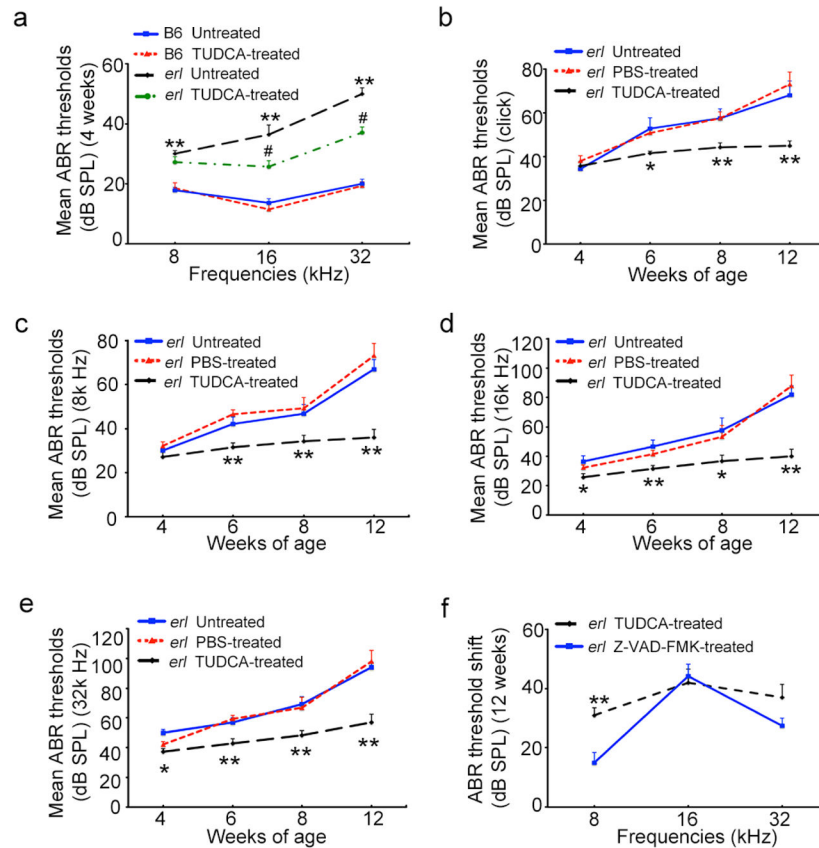 a
B6 Untreated
B6 TUDCA-treated
erl Untreated
erl TUDCA-treated
Mean ABR thresholds
(dB SPL) (4 weeks)
60
40
20
0
**
**
**
#
#
8
16
32
Frequencies (kHz)
b
erl Untreated
erl PBS-treated
erl TUDCA-treated
Mean ABR thresholds
(dB SPL) (click)
80
60
40
20
0
*
**
**
4
6
8
12
Weeks of age
c
erl Untreated
erl PBS-treated
erl TUDCA-treated
Mean ABR thresholds
(dB SPL) (8k Hz)
80
60
40
20
0
**
**
**
4
6
8
12
Weeks of age
d
erl Untreated
erl PBS-treated
erl TUDCA-treated
Mean ABR thresholds
(dB SPL) (16k Hz)
120
100
80
60
40
20
0
*
**
*
**
4
6
8
12
Weeks of age
e
erl Untreated
erl PBS-treated
erl TUDCA-treated
Mean ABR thresholds
(dB SPL) (32k Hz)
120
100
80
60
40
20
0
*
**
**
**
4
6
8
12
Weeks of age
f
erl TUDCA-treated
erl Z-VAD-FMK-treated
ABR threshold shift
(dB SPL) (12 weeks)
60
40
20
0
**
8
16
32
Frequencies (kHz)